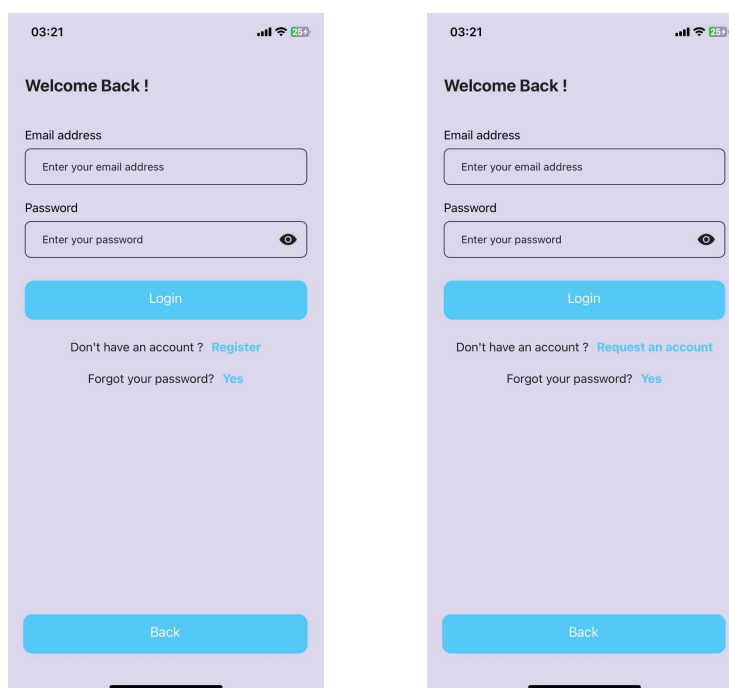 03:21
25
Welcome Back !
Email address
Enter your email address
Password
Enter your password
Login
Don't have an account ? Register
Forgot your password? Yes
Back
03:21
25
Welcome Back !
Email address
Enter your email address
Password
Enter your password
Login
Don't have an account ? Request an account
Forgot your password? Yes
Back